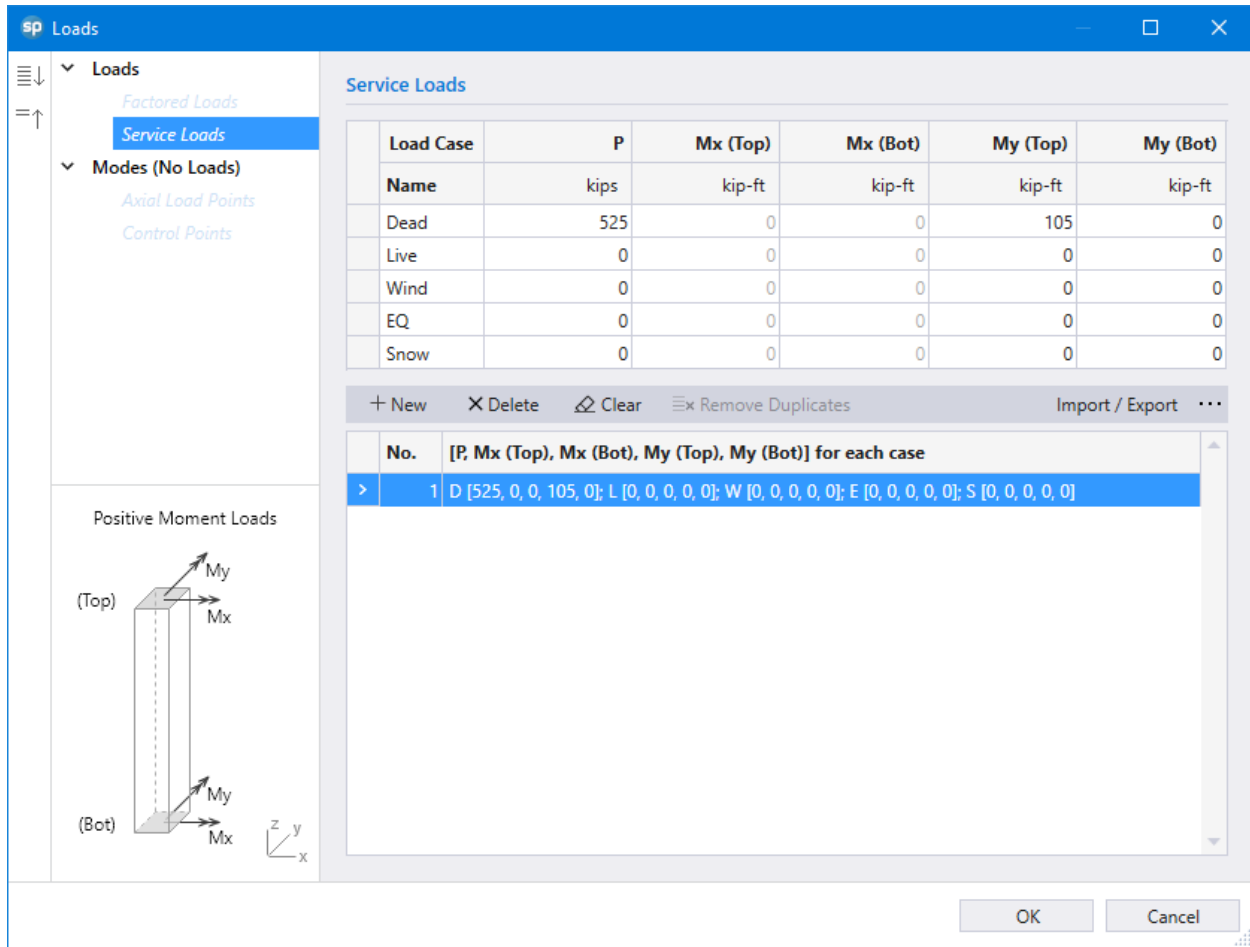 sp Loads
Loads
Factored Loads
Service Loads
Modes (No Loads)
Axial Load Points
Control Points
Service Loads
Load Case P Mx (Top) Mx (Bot) My (Top) My (Bot)
Name kips kip-ft kip-ft kip-ft kip-ft
Dead 525 0 0 105 0
Live 0 0 0 0 0
Wind 0 0 0 0 0
EQ 0 0 0 0 0
Snow 0 0 0 0 0
New Delete Clear Remove Duplicates Import / Export ...
No. [P, Mx (Top), Mx (Bot), My (Top), My (Bot)] for each case
1 D [525, 0, 0, 105, 0]; L [0, 0, 0, 0, 0]; W [0, 0, 0, 0, 0]; E [0, 0, 0, 0, 0]; S [0, 0, 0, 0, 0]
Positive Moment Loads
My
(Top)
Mx
My
(Bot)
Mx
z y
x
OK Cancel